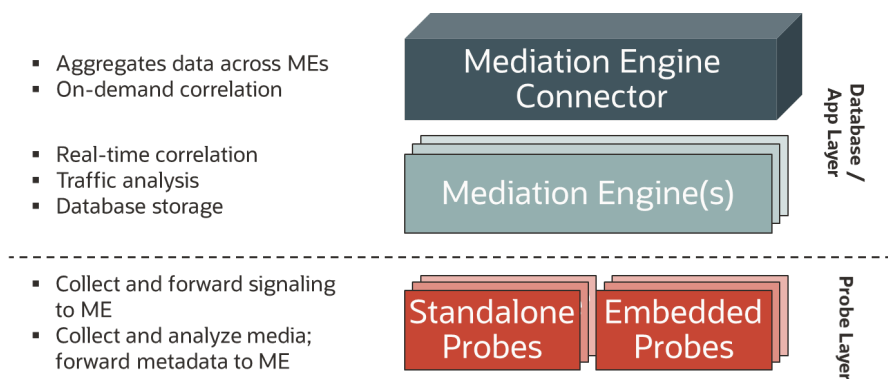 ▪ Aggregates data across MEs
▪ On-demand correlation
Mediation Engine
Connector
▪ Real-time correlation
▪ Traffic analysis
▪ Database storage
Mediation Engine(s)
Database /
App Layer
▪ Collect and forward signaling
to ME
▪ Collect and analyze media;
forward metadata to ME
Standalone
Probes
Embedded
Probes
Probe Layer